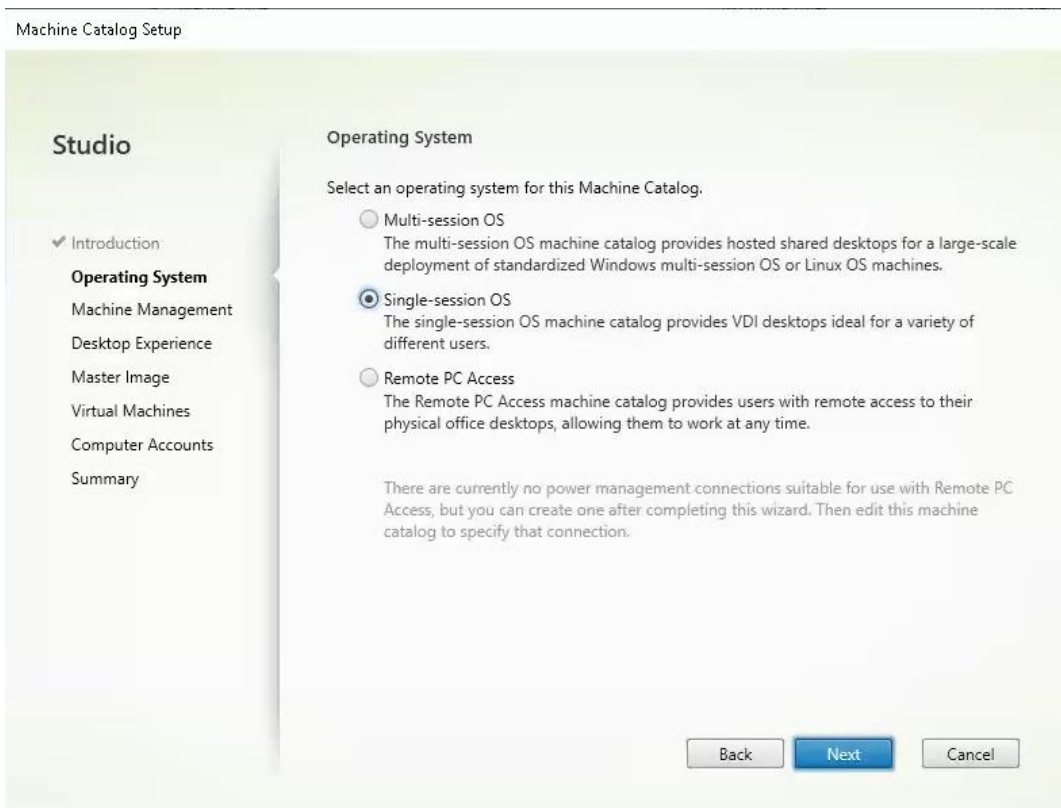 Machine Catalog Setup
Studio
Introduction
Operating System
Machine Management
Desktop Experience
Master Image
Virtual Machines
Computer Accounts
Summary
Operating System
Select an operating system for this Machine Catalog.
Multi-session OS
The multi-session OS machine catalog provides hosted shared desktops for a large-scale
deployment of standardized Windows multi-session OS or Linux OS machines.
Single-session OS
The single-session OS machine catalog provides VDI desktops ideal for a variety of
different users.
Remote PC Access
The Remote PC Access machine catalog provides users with remote access to their
physical office desktops, allowing them to work at any time.
There are currently no power management connections suitable for use with Remote PC
Access, but you can create one after completing this wizard. Then edit this machine
catalog to specify that connection.
Back Next Cancel